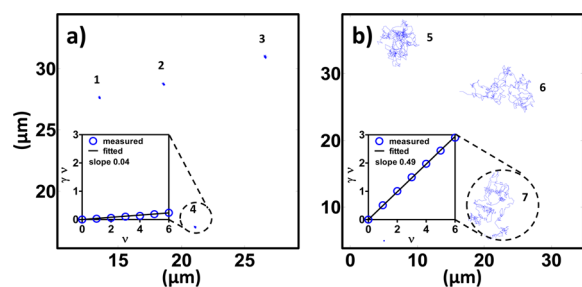 a)
1
2
3
4
30
25
20
(μm)
15
20
25
(μm)
measured
fitted
slope 0.04
γ ν
3
2
1
0
0
2
4
6
ν
b)
5
6
7
40
30
20
10
(μm)
0
10
20
30
(μm)
measured
fitted
slope 0.49
γ ν
3
2
1
0
0
2
4
6
ν